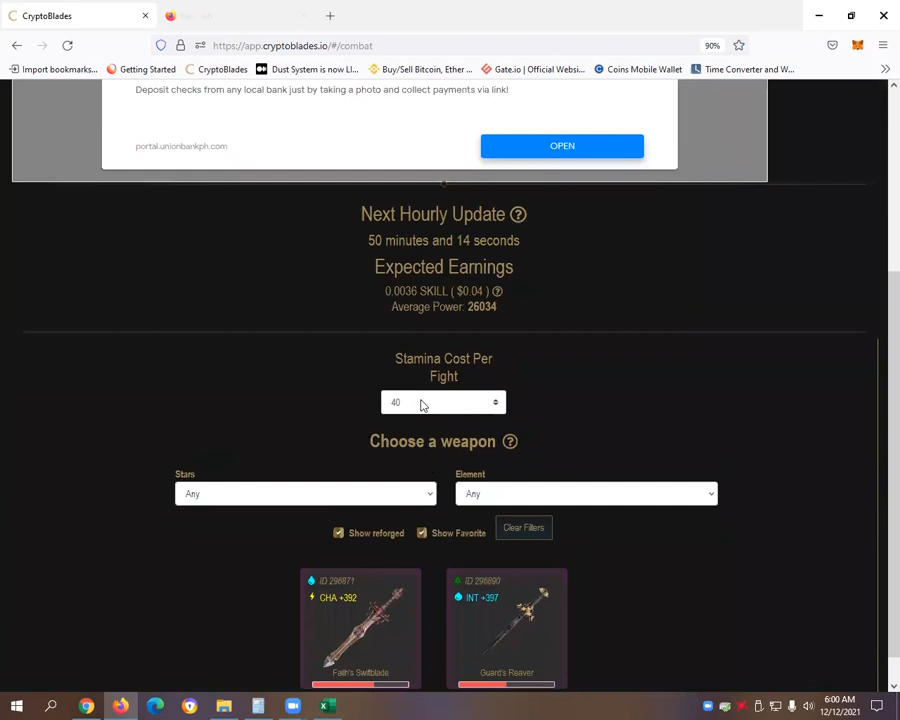 CryptoBlades
https://app.cryptoblades.io/#/combat
90%
Import bookmarks...
Getting Started
CryptoBlades
Dust System is now LI...
Buy/Sell Bitcoin, Ether ...
Gate.io | Official Websi...
Coins Mobile Wallet
Time Converter and W...
Deposit checks from any local bank just by taking a photo and collect payments via link!
portal.unionbankph.com
OPEN
Next Hourly Update ?
50 minutes and 14 seconds
Expected Earnings
0.0036 SKILL ( $0.04 ) ?
Average Power: 26034
Stamina Cost Per
Fight
40
Choose a weapon ?
Stars
Element
Any
Any
Show reforged
Show Favorite
Clear Filters
ID 296871
CHA +392
Faith's Swiftblade
ID 296890
INT +397
Guard's Reaver
6:00 AM
12/12/2021